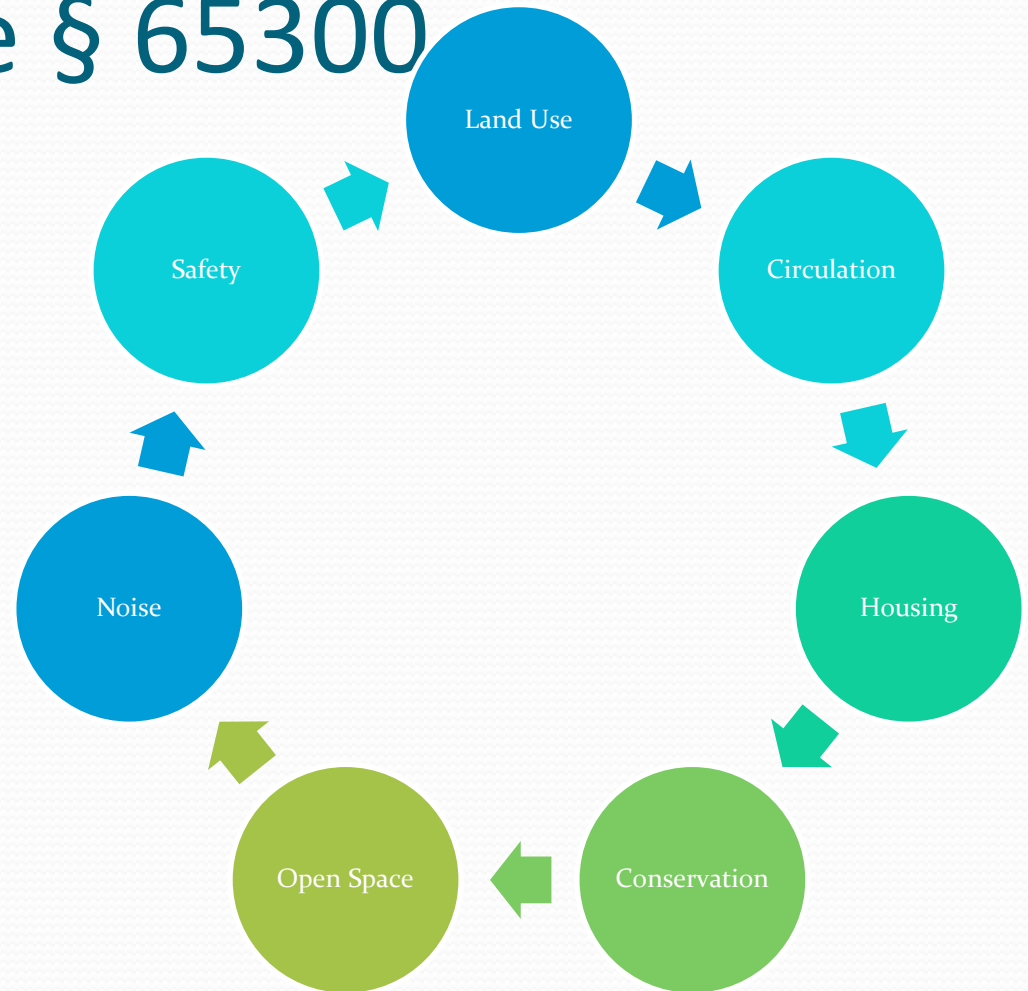 e § 65300
Land Use
Circulation
Housing
Conservation
Open Space
Noise
Safety